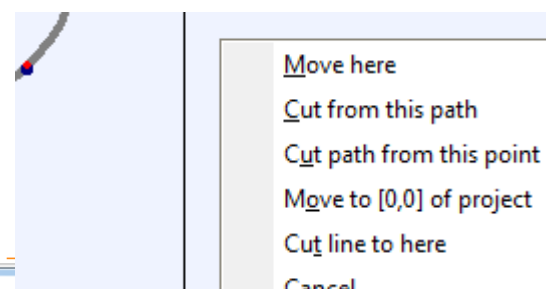 Move here
Cut from this path
Cut path from this point
Move to [0,0] of project
Cut line to here
Cancel